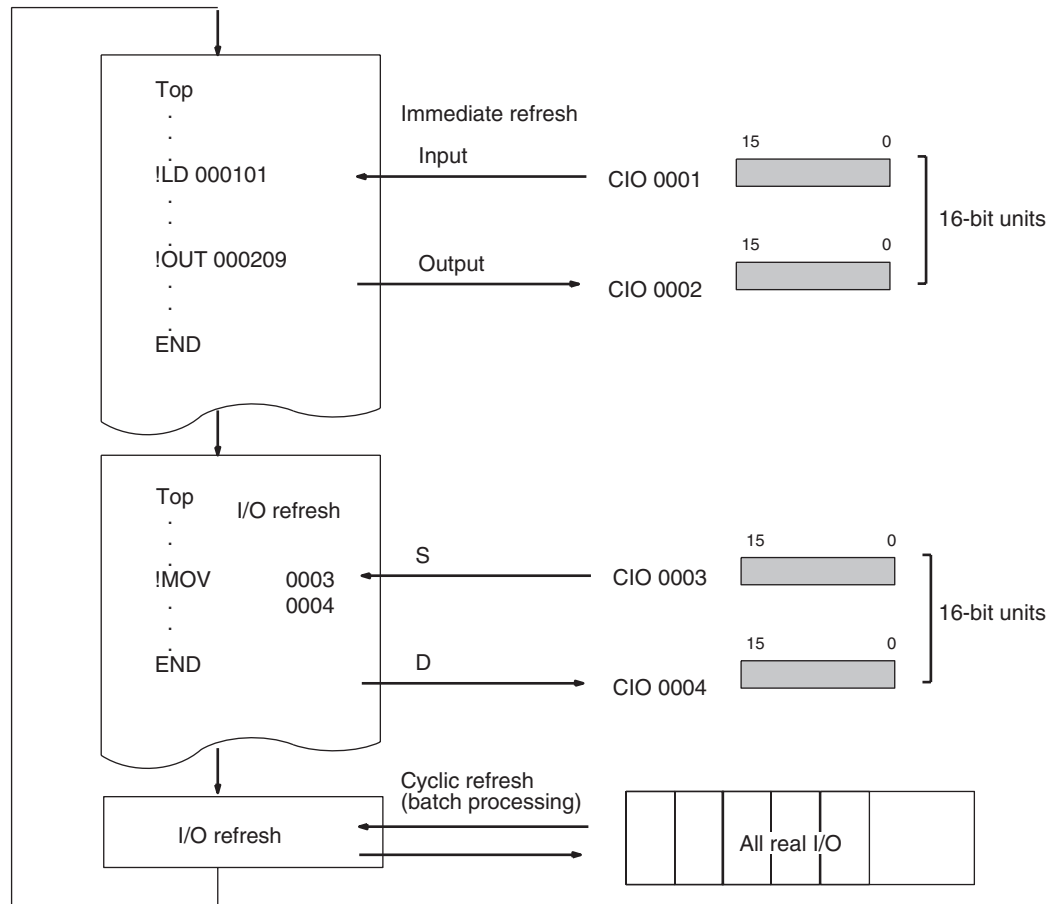 Top
.
.
!LD 000101
.
.
.
!OUT 000209
.
.
.
END
Immediate refresh
Input
Output
CIO 0001
15 0
CIO 0002
15 0
16-bit units
Top
.
.
.
!MOV 0003
0004
.
.
.
END
I/O refresh
S
D
CIO 0003
15 0
CIO 0004
15 0
16-bit units
I/O refresh
Cyclic refresh
(batch processing)
All real I/O